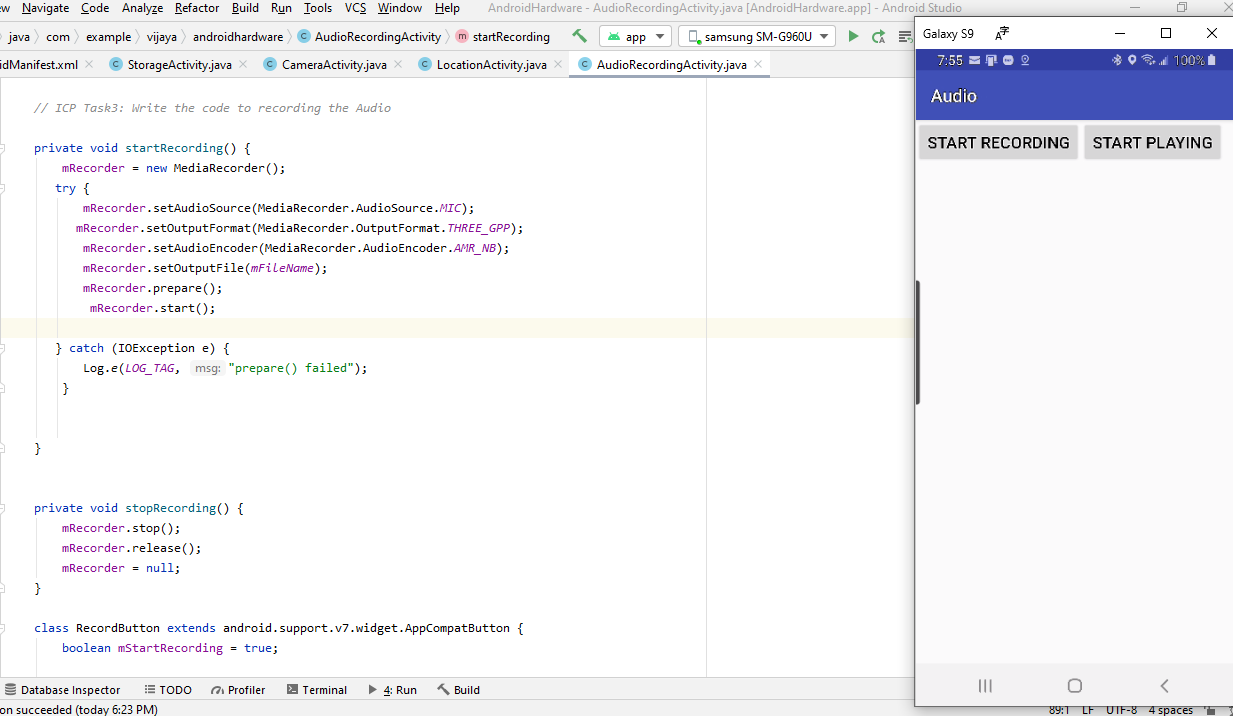 Navigate Code Analyze Refactor Build Run Tools VCS Window Help AndroidHardware - AudioRecordingActivity.java [AndroidHardware.app] - Android Studio
java com example vijaya androidhardware C AudioRecordingActivity m startRecording app samsung SM-G960U
idManifest.xml C StorageActivity.java C CameraActivity.java C LocationActivity.java C AudioRecordingActivity.java
// ICP Task3: Write the code to recording the Audio
private void startRecording() {
mRecorder = new MediaRecorder();
try {
mRecorder.setAudioSource(MediaRecorder.AudioSource.MIC);
mRecorder.setOutputFormat(MediaRecorder.OutputFormat.THREE_GPP);
mRecorder.setAudioEncoder(MediaRecorder.AudioEncoder.AMR_NB);
mRecorder.setOutputFile(mFileName);
mRecorder.prepare();
mRecorder.start();
} catch (IOException e) {
Log.e(LOG_TAG, msg: "prepare() failed");
}
}
private void stopRecording() {
mRecorder.stop();
mRecorder.release();
mRecorder = null;
}
class RecordButton extends android.support.v7.widget.AppCompatButton {
boolean mStartRecording = true;
Database Inspector TODO Profiler Terminal 4: Run Build
on succeeded (today 6:23 PM) 89:1 LF UTF-8 4 spaces
Galaxy S9
7:55 100%
Audio
START RECORDING START PLAYING